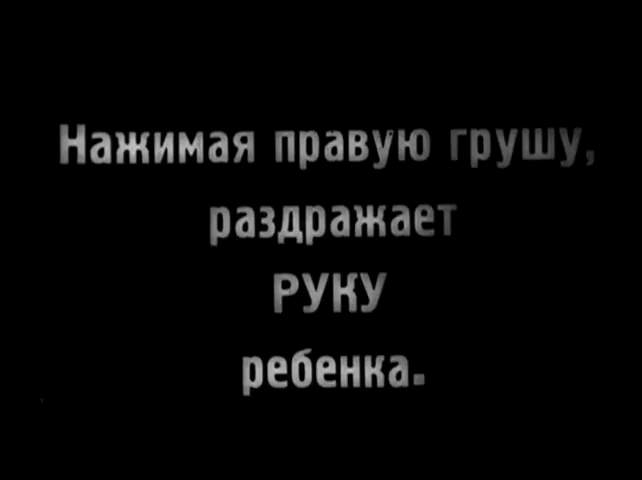 Нажимая правую грушу,
раздражает
РУКУ
ребенка.